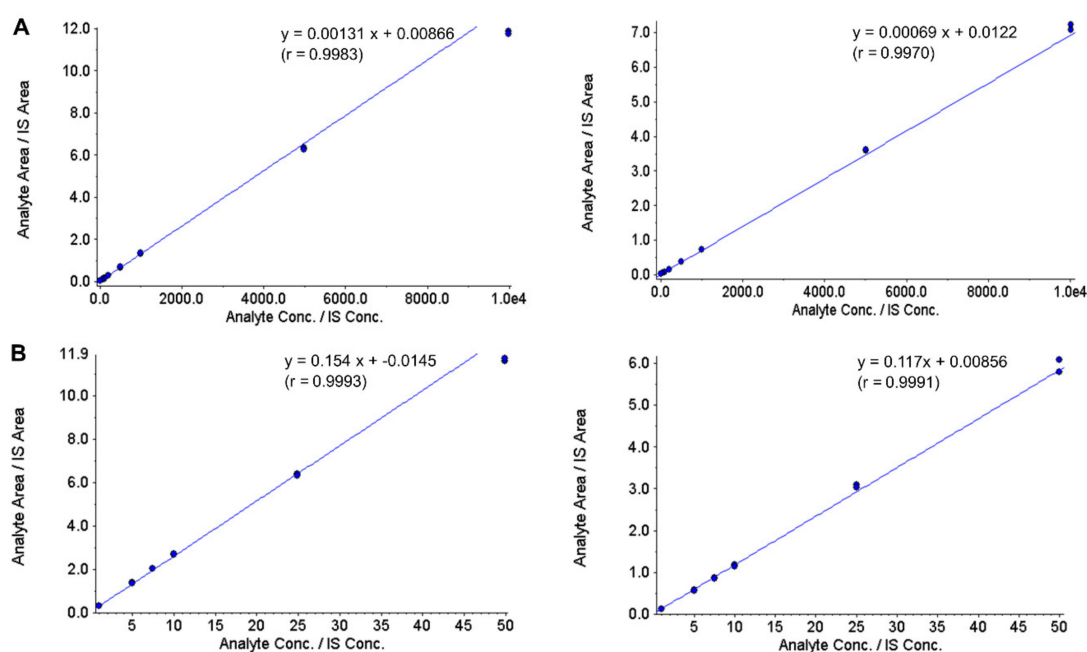 A
y = 0.00131 x + 0.00866
(r = 0.9983)
Analyte Area / IS Area
12.0
10.0
8.0
6.0
4.0
2.0
0.0
0.0 2000.0 4000.0 6000.0 8000.0 1.0e4
Analyte Conc. / IS Conc.
y = 0.00069 x + 0.0122
(r = 0.9970)
Analyte Area / IS Area
7.0
6.0
5.0
4.0
3.0
2.0
1.0
0.0
0.0 2000.0 4000.0 6000.0 8000.0 1.0e4
Analyte Conc. / IS Conc.
B
y = 0.154 x + -0.0145
(r = 0.9993)
Analyte Area / IS Area
11.9
10.0
8.0
6.0
4.0
2.0
0.0
5 10 15 20 25 30 35 40 45 50
Analyte Conc. / IS Conc.
y = 0.117x + 0.00856
(r = 0.9991)
Analyte Area / IS Area
6.0
5.0
4.0
3.0
2.0
1.0
0.0
5 10 15 20 25 30 35 40 45 50
Analyte Conc. / IS Conc.